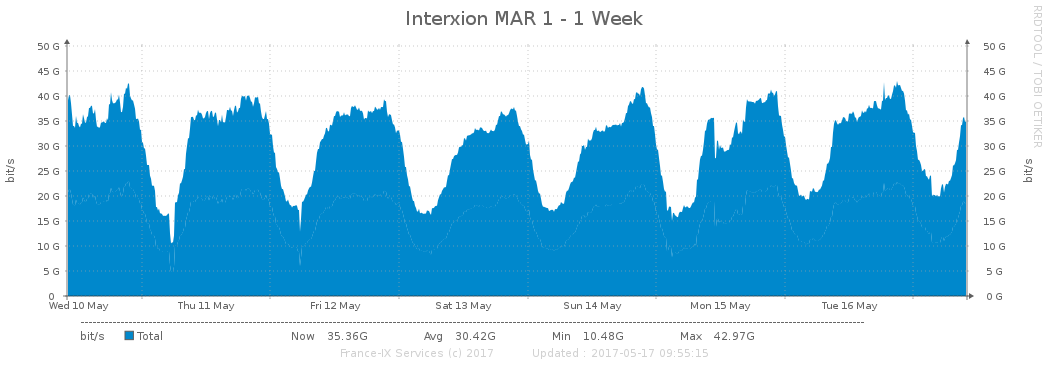 Interxion MAR 1 - 1 Week
RRDTOOL / TOBI OETIKER
bit/s
50 G 50 G
45 G 45 G
40 G 40 G
35 G 35 G
30 G 30 G
25 G 25 G
20 G 20 G
15 G 15 G
10 G 10 G
5 G 5 G
0 0 G
bit/s
Wed 10 May Thu 11 May Fri 12 May Sat 13 May Sun 14 May Mon 15 May Tue 16 May
bit/s Total Now 35.36G Avg 30.42G Min 10.48G Max 42.97G
France-IX Services (c) 2017 Updated : 2017-05-17 09:55:15